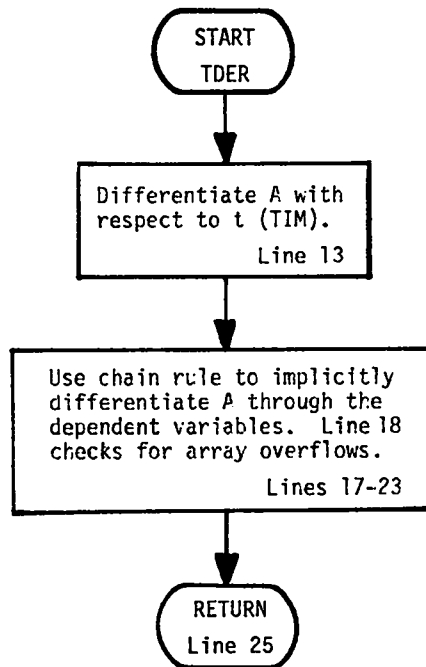 START
TDER
Differentiate A with
respect to t (TIM).
Line 13
Use chain rule to implicitly
differentiate A through the
dependent variables. Line 18
checks for array overflows.
Lines 17-23
RETURN
Line 25